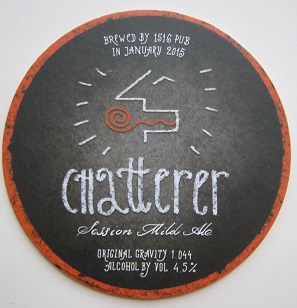 BREWED BY 1516 PUB
IN JANUARY 2015
CHatterer
Session Mild Ale
ORIGINAL GRAVITY 1.044
ALCOHOL BY VOL 4,5%